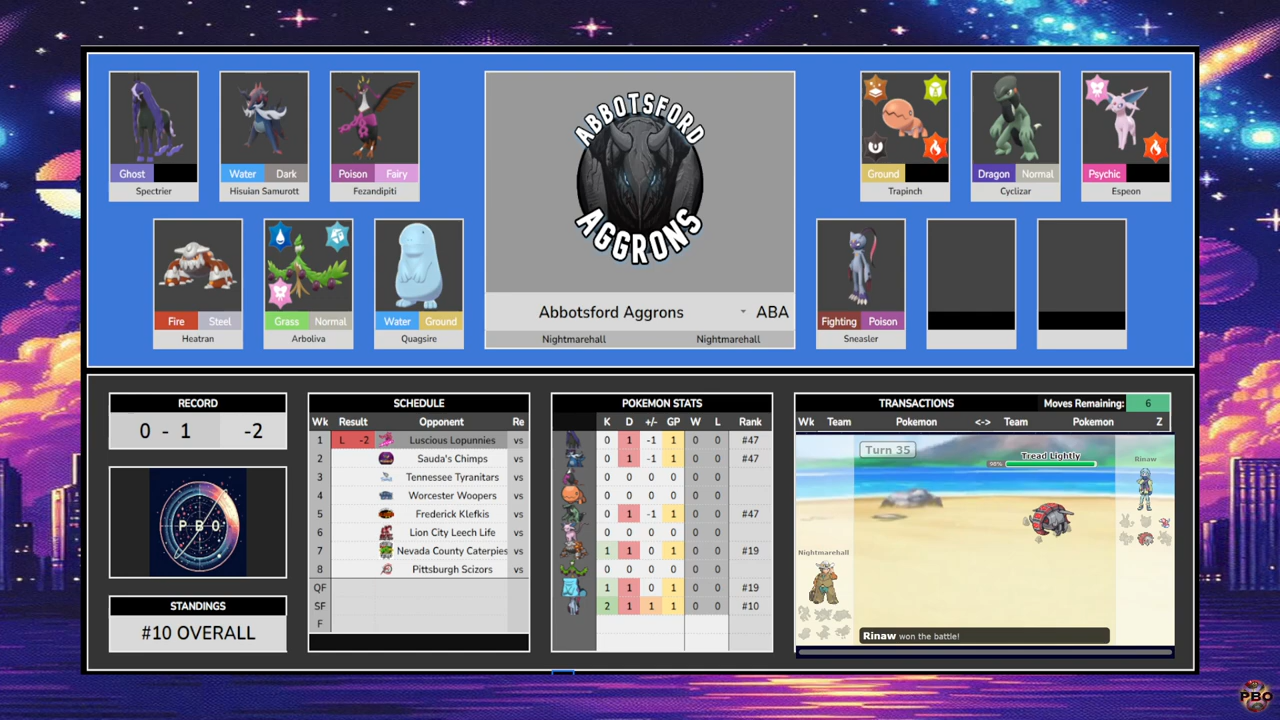 Ghost
Spectrier
Water Dark
Hisuian Samurott
Poison Fairy
Fezandipiti
ABBOTSFORD
AGGRONS
Ground
Trapinch
Dragon Normal
Cyclizar
Psychic
Espeon
Fire Steel
Heatran
Grass Normal
Arboliva
Water Ground
Quagsire
Abbotsford Aggrons ABA
Nightmarehall Nightmarehall
Fighting Poison
Sneasler
RECORD
0 - 1 -2
PBO
STANDINGS
#10 OVERALL
SCHEDULE
Wk Result Opponent Re
1 L -2 Luscious Lopunnies vs
2 Sauda's Chimps vs
3 Tennessee Tyranitars vs
4 Worcester Woopers vs
5 Frederick Klefkis vs
6 Lion City Leech Life vs
7 Nevada County Caterpies vs
8 Pittsburgh Scizors vs
QF
SF
F
POKEMON STATS
K D +/- GP W L Rank
0 1 -1 1 0 0 #47
0 1 -1 1 0 0 #47
0 0 0 0 0 0
0 0 0 0 0 0
0 1 -1 1 0 0 #47
0 0 0 0 0 0
1 1 0 1 0 0 #19
0 0 0 0 0 0
1 1 0 1 0 0 #19
2 1 1 1 0 0 #10
TRANSACTIONS Moves Remaining: 6
Wk Team Pokemon <-> Team Pokemon Z
Turn 35
Tread Lightly
98%
Rinaw
Nightmarehall
Rinaw won the battle!
PBO